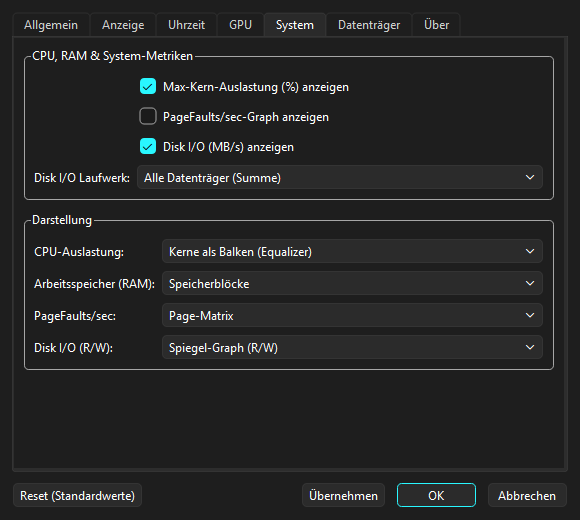 Allgemein Anzeige Uhrzeit GPU System Datenträger Über
CPU, RAM & System-Metriken
Max-Kern-Auslastung (%) anzeigen
PageFaults/sec-Graph anzeigen
Disk I/O (MB/s) anzeigen
Disk I/O Laufwerk: Alle Datenträger (Summe)
Darstellung
CPU-Auslastung: Kerne als Balken (Equalizer)
Arbeitsspeicher (RAM): Speicherblöcke
PageFaults/sec: Page-Matrix
Disk I/O (R/W): Spiegel-Graph (R/W)
Reset (Standardwerte) Übernehmen OK Abbrechen